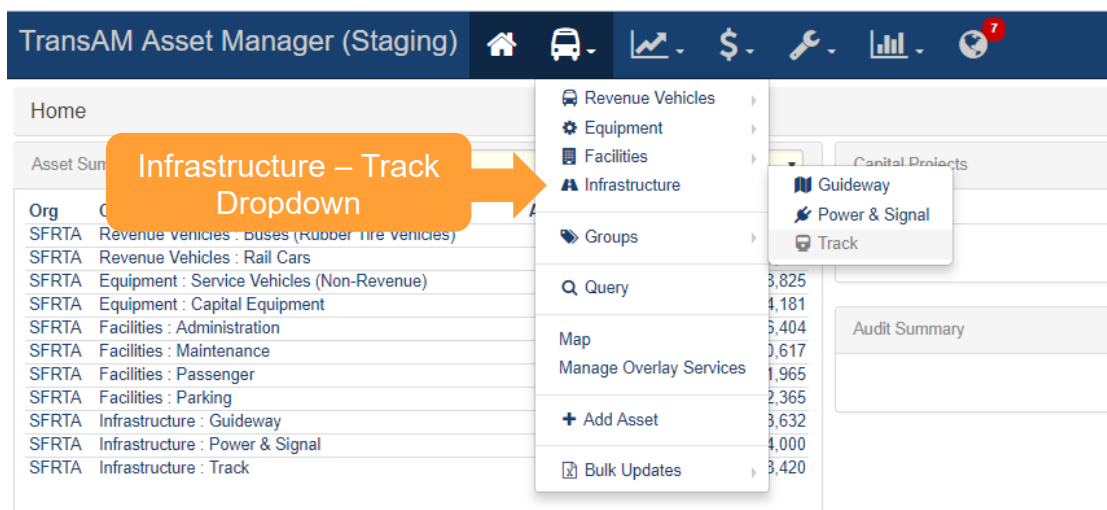 TransAM Asset Manager (Staging)
7
Home
Asset Sum
Capital Projects
Infrastructure – Track
Dropdown
Revenue Vehicles
Equipment
Facilities
Infrastructure
Guideway
Power & Signal
Track
Groups
Query
Map
Manage Overlay Services
Add Asset
Bulk Updates
Org
SFRTA Revenue Vehicles : Buses (Rubber Tire Vehicles)
SFRTA Revenue Vehicles : Rail Cars
SFRTA Equipment : Service Vehicles (Non-Revenue) 3,825
SFRTA Equipment : Capital Equipment 4,181
SFRTA Facilities : Administration 6,404
SFRTA Facilities : Maintenance 0,617
SFRTA Facilities : Passenger 1,965
SFRTA Facilities : Parking 2,365
SFRTA Infrastructure : Guideway 3,632
SFRTA Infrastructure : Power & Signal 4,000
SFRTA Infrastructure : Track 3,420
Audit Summary